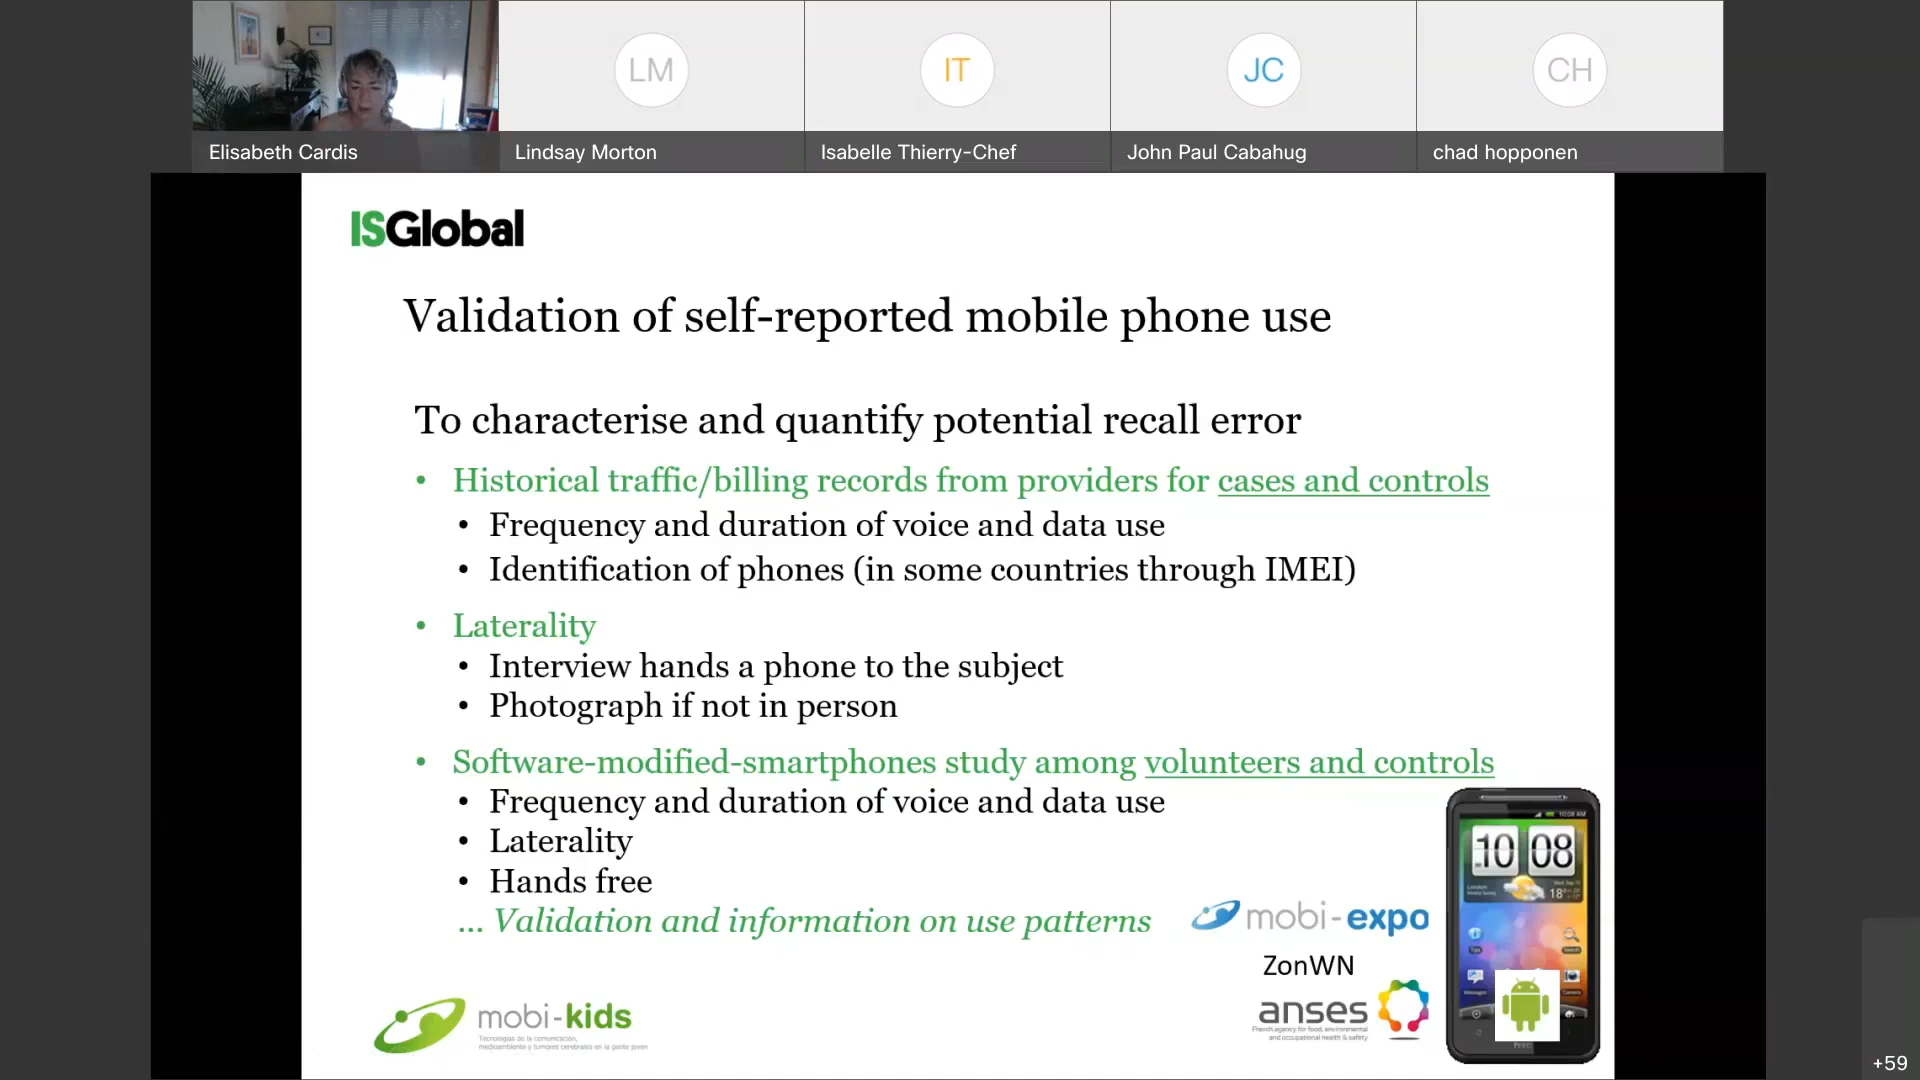 LM
IT
JC
CH
Elisabeth Cardis
Lindsay Morton
Isabelle Thierry-Chef
John Paul Cabahug
chad hopponen
ISGlobal
Validation of self-reported mobile phone use
To characterise and quantify potential recall error
• Historical traffic/billing records from providers for cases and controls
• Frequency and duration of voice and data use
• Identification of phones (in some countries through IMEI)
• Laterality
• Interview hands a phone to the subject
• Photograph if not in person
• Software-modified-smartphones study among volunteers and controls
• Frequency and duration of voice and data use
• Laterality
• Hands free
... Validation and information on use patterns
mobi-expo
ZonWN
anses
French agency for food, environmental
and occupational health & safety
mobi-kids
Tecnologías de la comunicación,
medioambiente y tumores cerebrales en la gente joven
10:08 AM
10 08
18°
+59